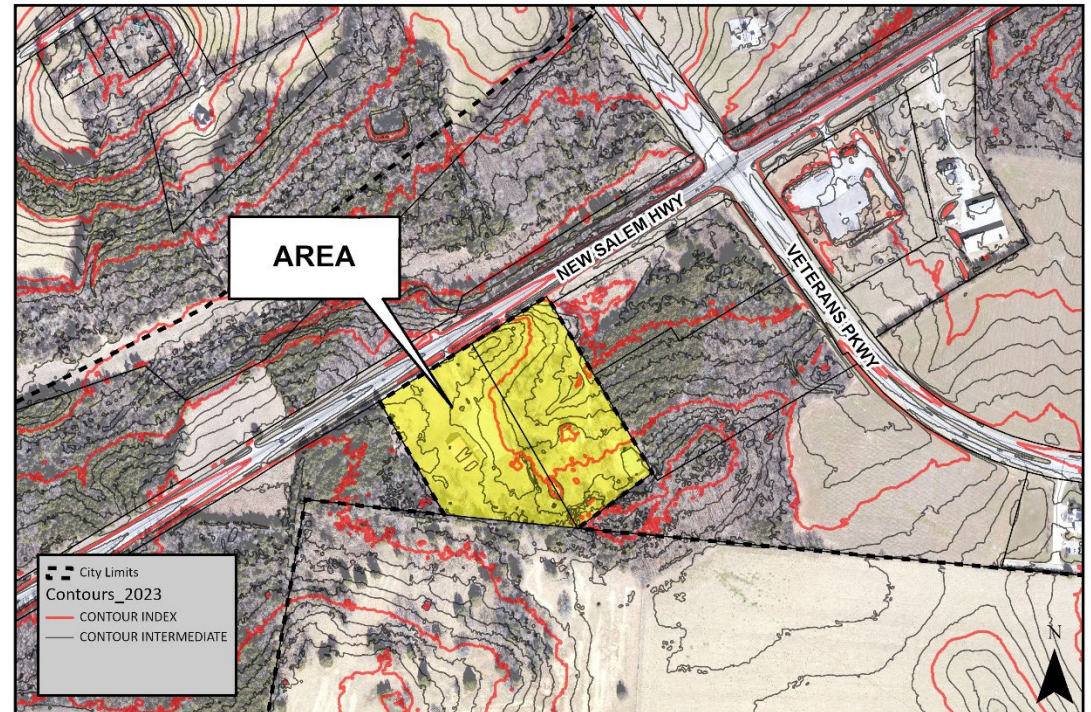 AREA
NEW SALEM HWY
VETERANS PKWY
City Limits
Contours_2023
CONTOUR INDEX
CONTOUR INTERMEDIATE
N